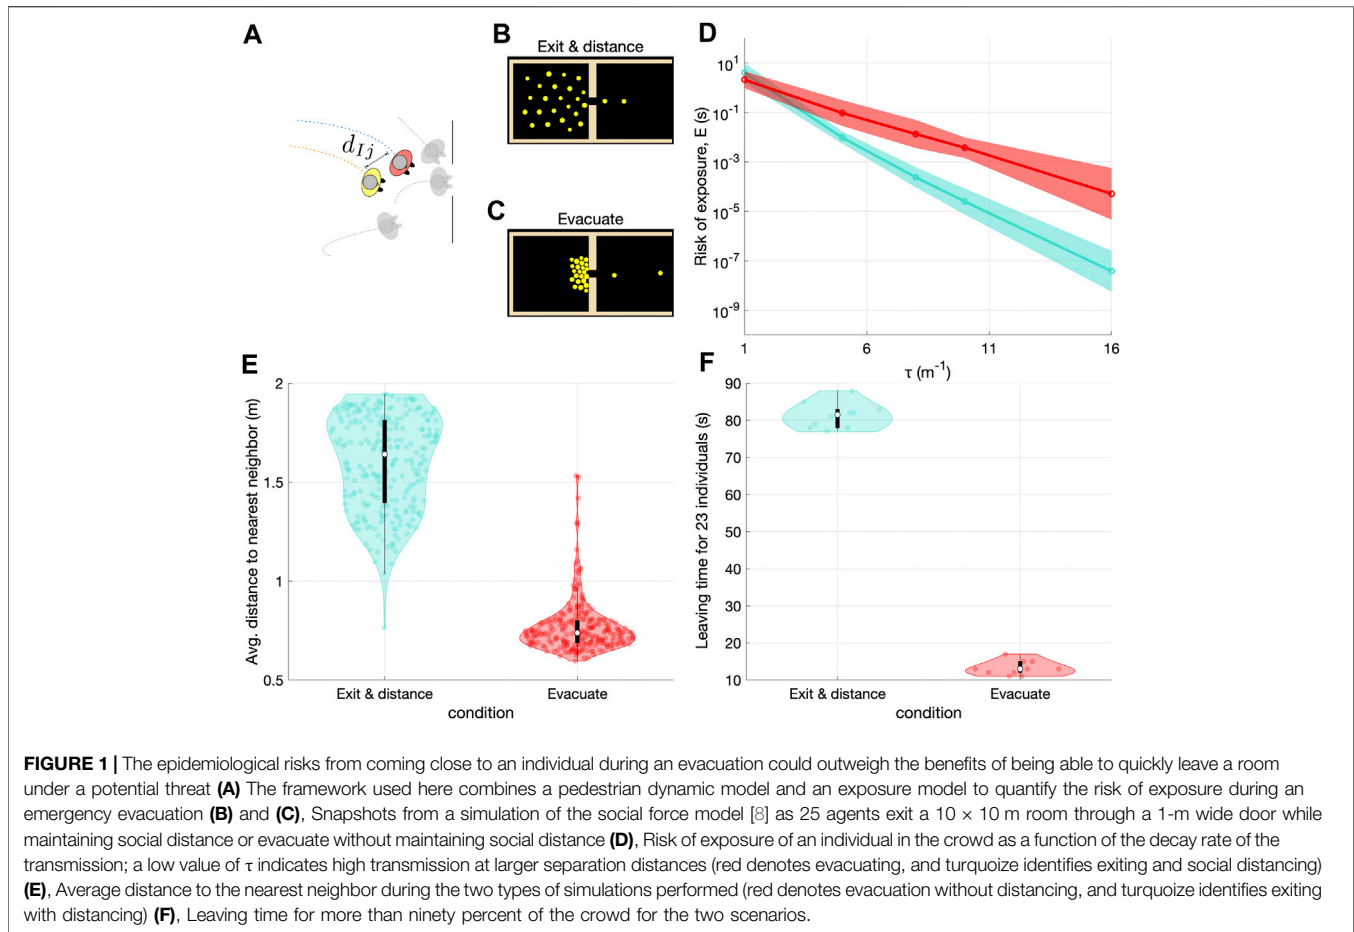 A
d_{Ij}
B
Exit & distance
C
Evacuate
D
Risk of exposure, E (s)
10^1
10^-1
10^-3
10^-5
10^-7
10^-9
1 6 11 16
τ (m^-1)
E
Avg. distance to nearest neighbor (m)
2
1.5
1
0.5
Exit & distance Evacuate
condition
F
Leaving time for 23 individuals (s)
90
80
70
60
50
40
30
20
10
Exit & distance Evacuate
condition
FIGURE 1 | The epidemiological risks from coming close to an individual during an evacuation could outweigh the benefits of being able to quickly leave a room
under a potential threat (A) The framework used here combines a pedestrian dynamic model and an exposure model to quantify the risk of exposure during an
emergency evacuation (B) and (C), Snapshots from a simulation of the social force model [8] as 25 agents exit a 10 × 10 m room through a 1-m wide door while
maintaining social distance or evacuate without maintaining social distance (D), Risk of exposure of an individual in the crowd as a function of the decay rate of the
transmission; a low value of τ indicates high transmission at larger separation distances (red denotes evacuating, and turquoize identifies exiting and social distancing)
(E), Average distance to the nearest neighbor during the two types of simulations performed (red denotes evacuation without distancing, and turquoize identifies exiting
with distancing) (F), Leaving time for more than ninety percent of the crowd for the two scenarios.